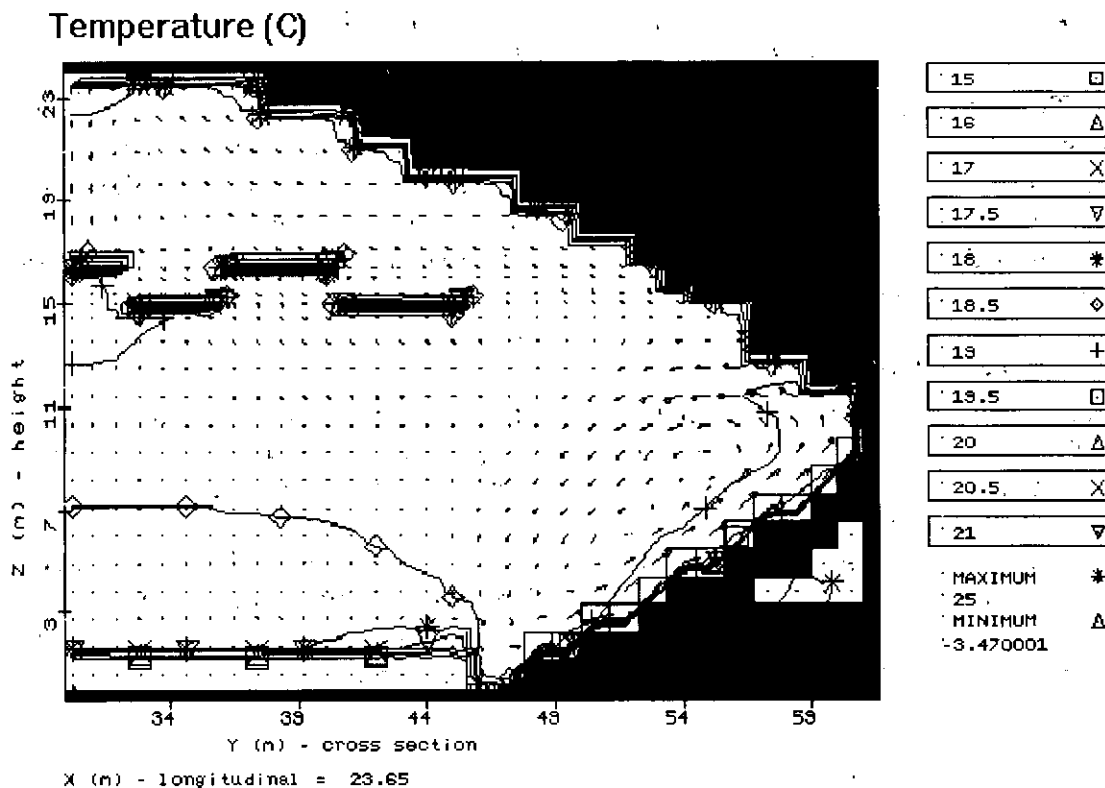 Temperature (C)
23
19
15
11
7
3
Z (m) - height
34 39 44 49 54 59
Y (m) - cross section
X (m) - longitudinal = 23.65
15
16
17
17.5
18
18.5
19
19.5
20
20.5
21
MAXIMUM
25
MINIMUM
-3.470001